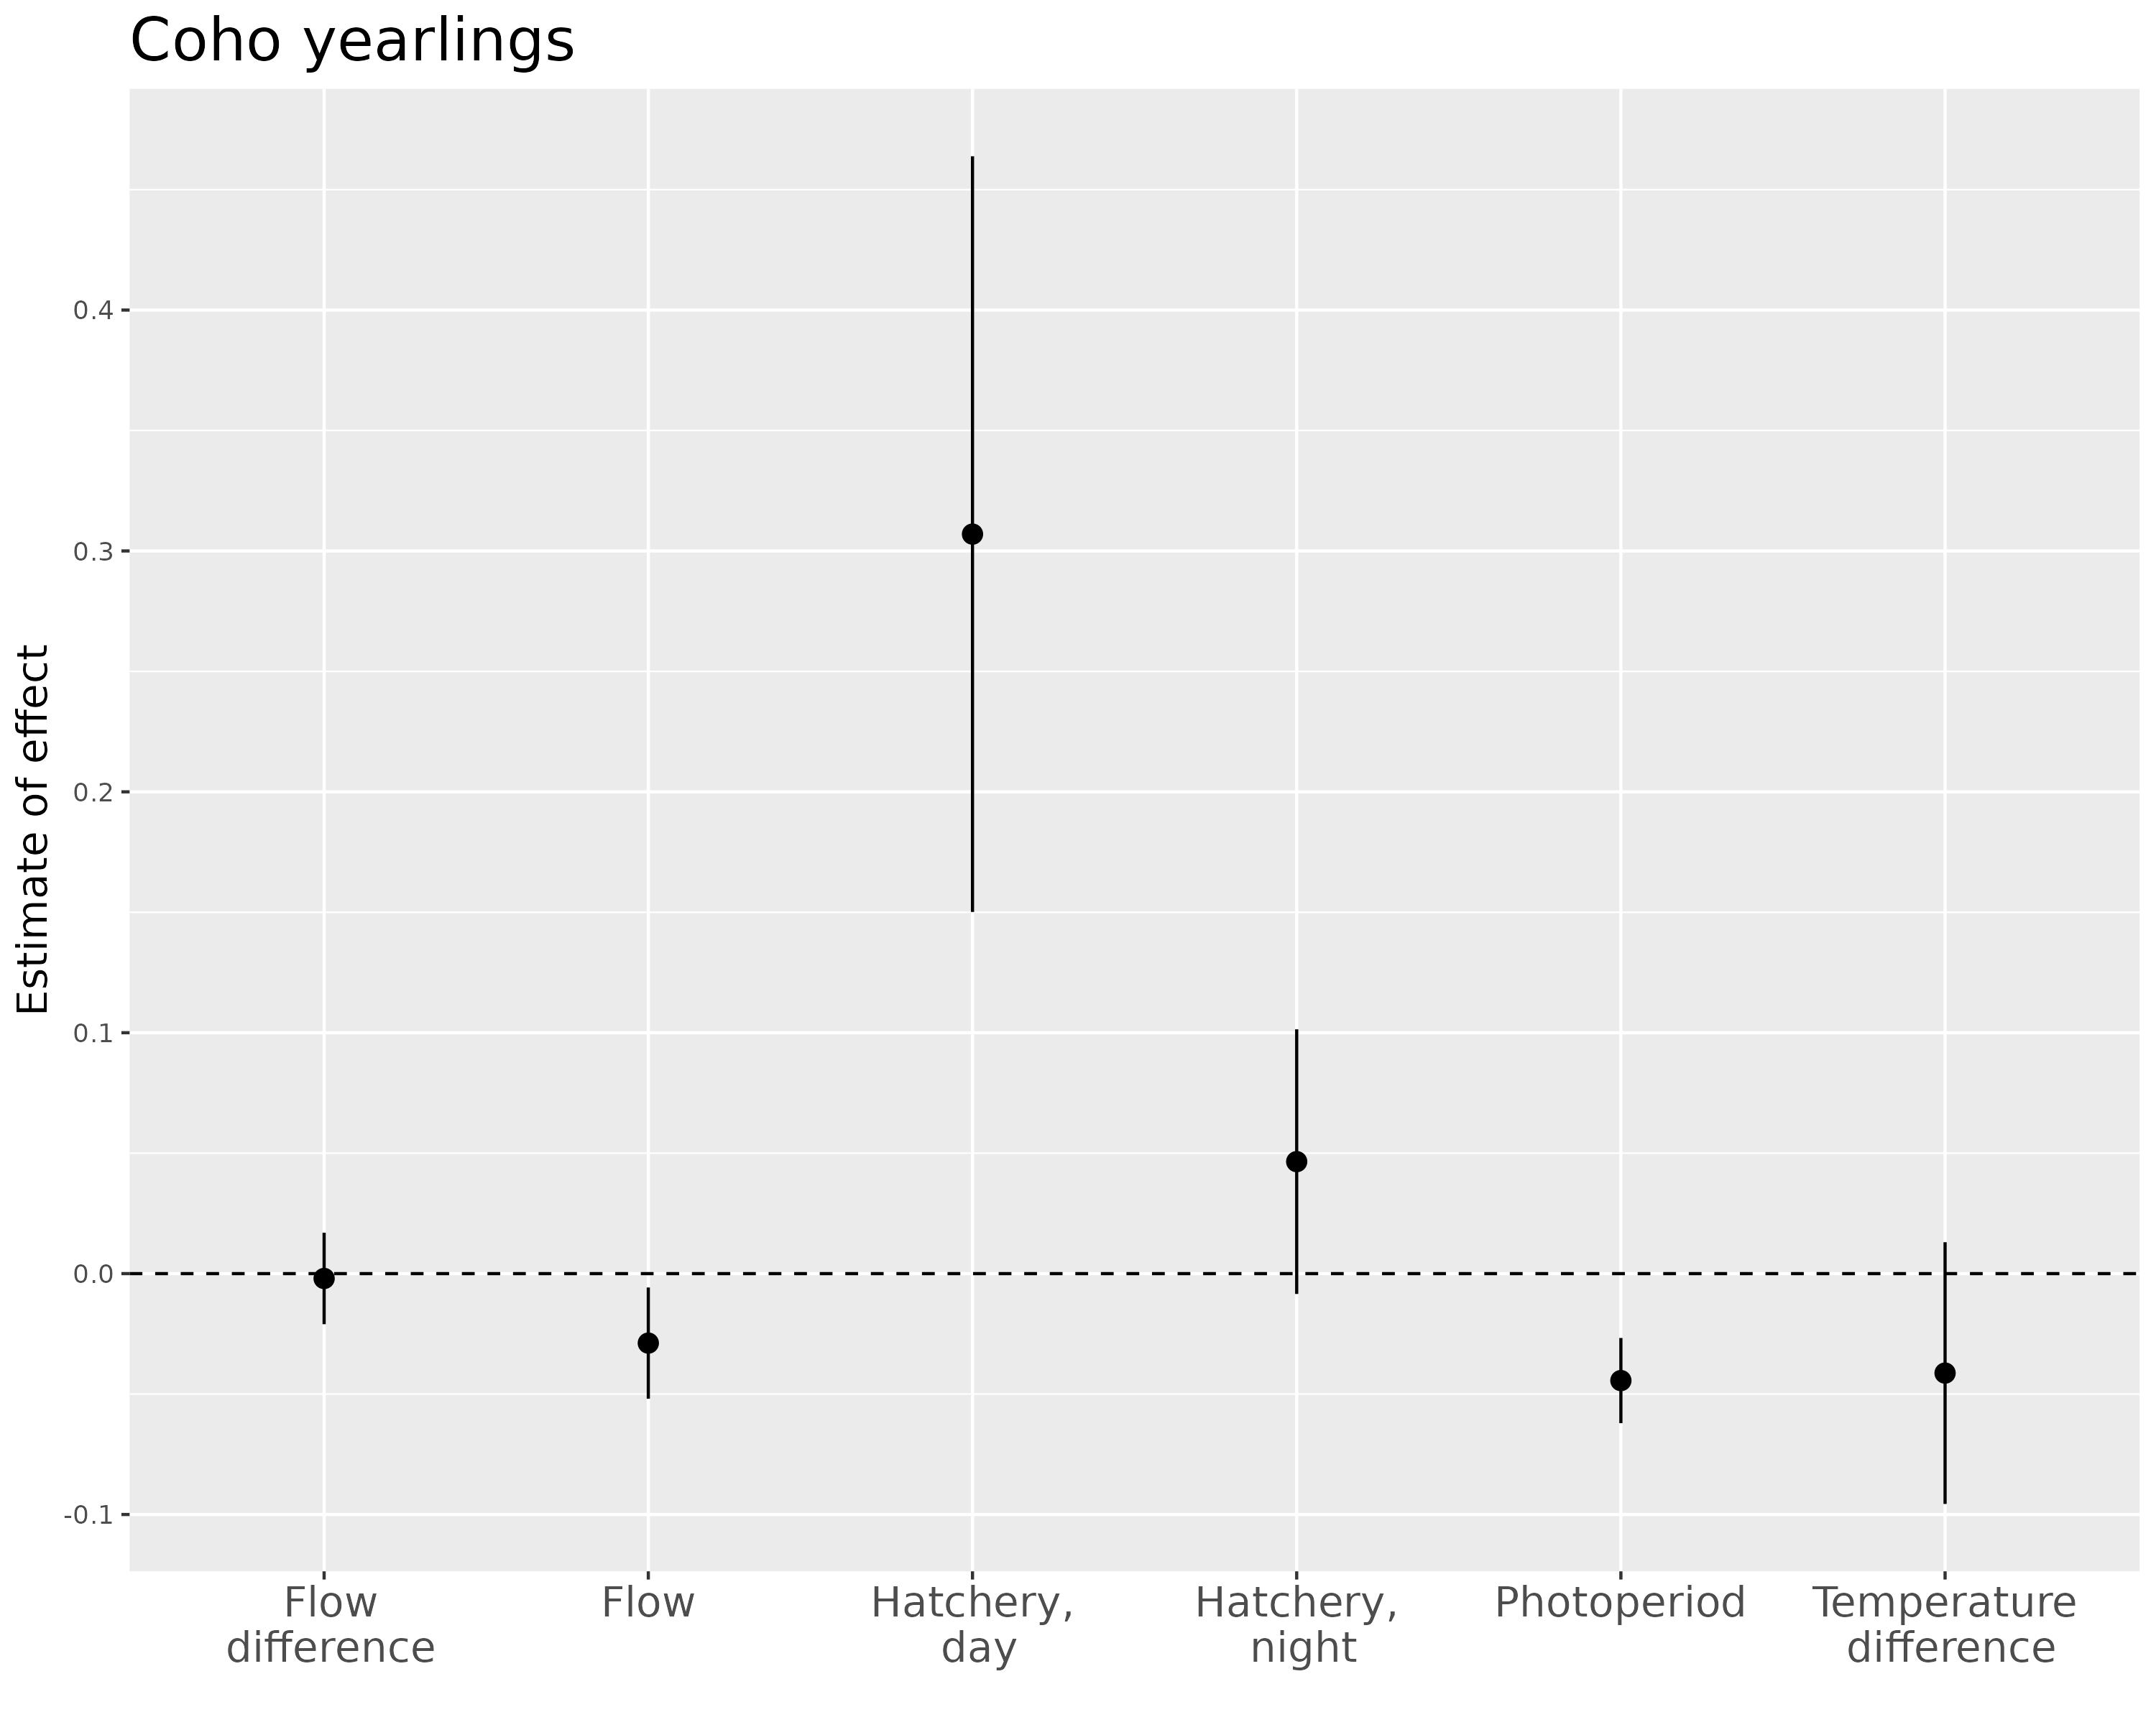 Coho yearlings
Estimate of effect
0.4
0.3
0.2
0.1
0.0
-0.1
Flow
difference
Flow
Hatchery,
day
Hatchery,
night
Photoperiod
Temperature
difference